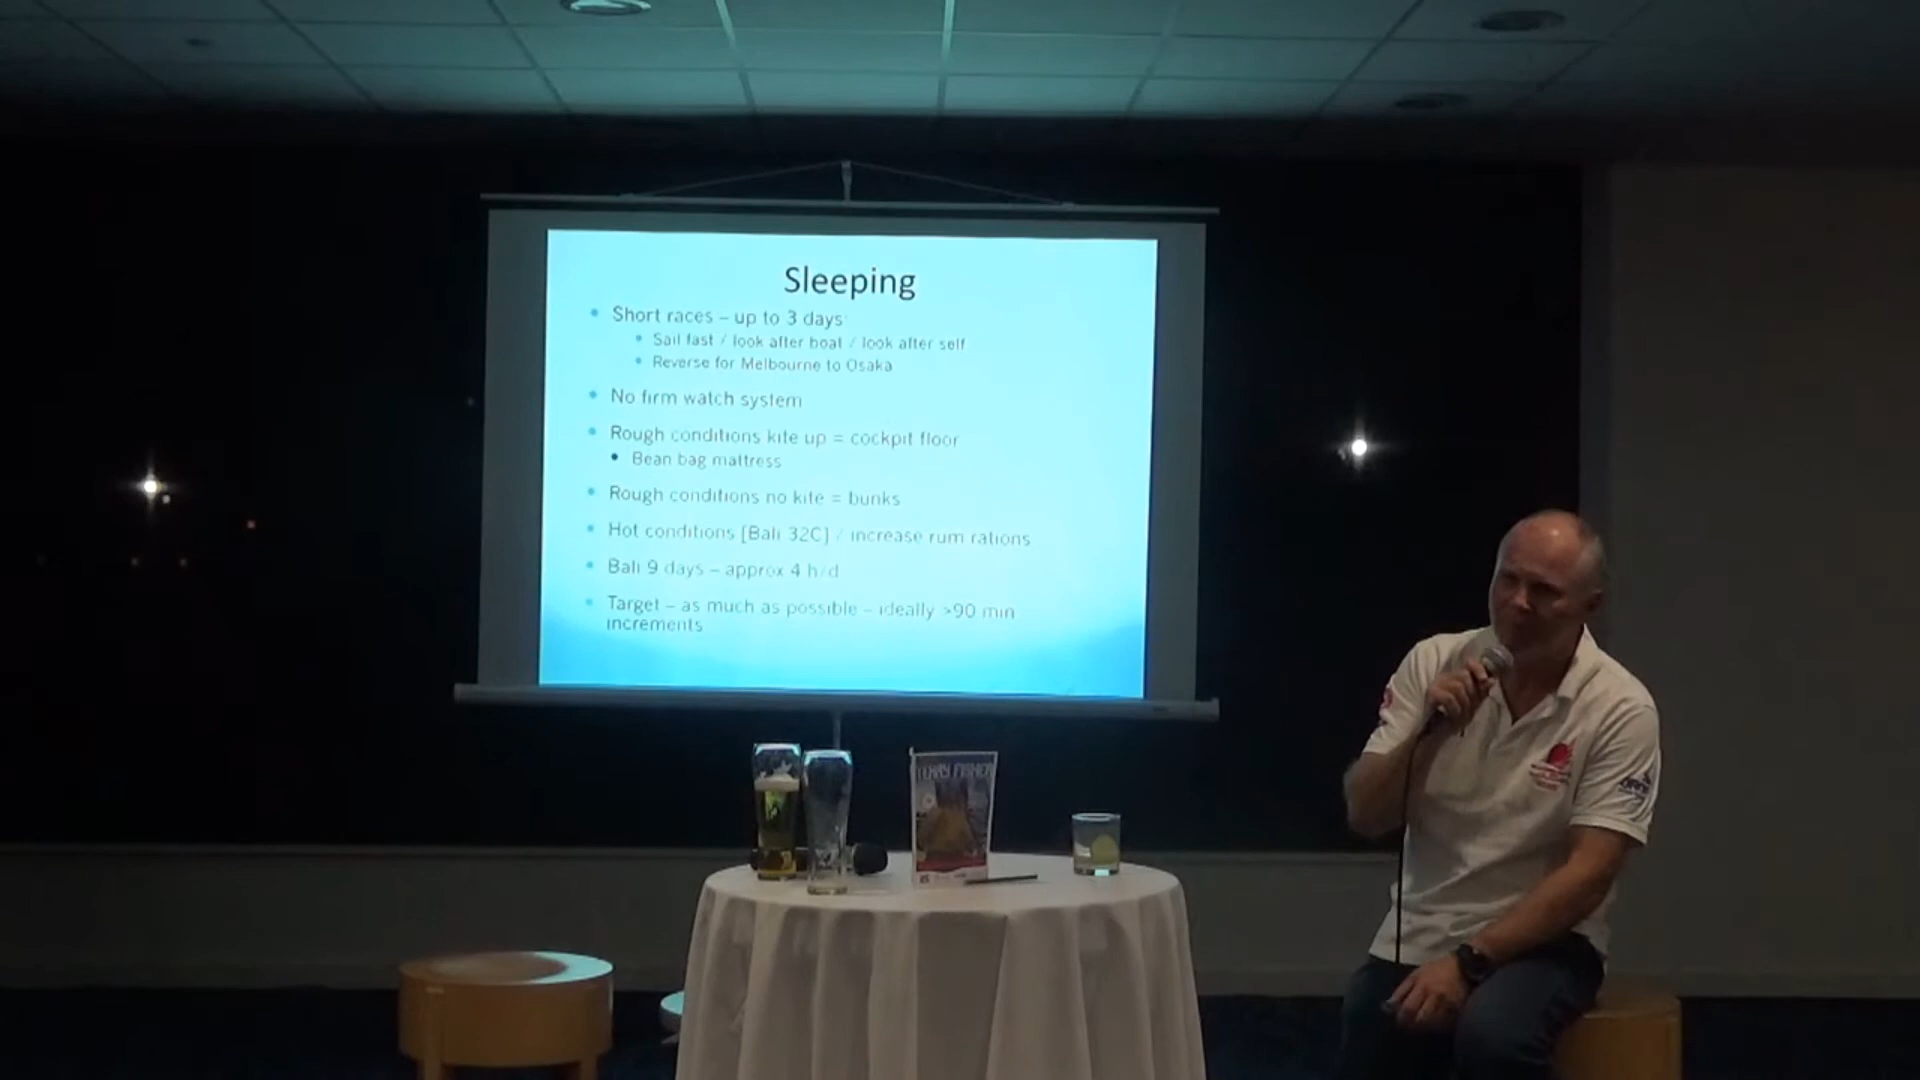 Sleeping
Short races – up to 3 days
Sail fast / look after boat / look after self
Reverse for Melbourne to Osaka
No firm watch system
Rough conditions kite up = cockpit floor
Bean bag mattress
Rough conditions no kite = bunks
Hot conditions [Bali 32C] / increase rum rations
Bali 9 days – approx 4 h/d
Target – as much as possible – ideally >90 min
increments